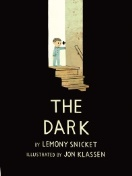 THE
DARK
BY LEMONY SNICKET
ILLUSTRATED BY JON KLASSEN